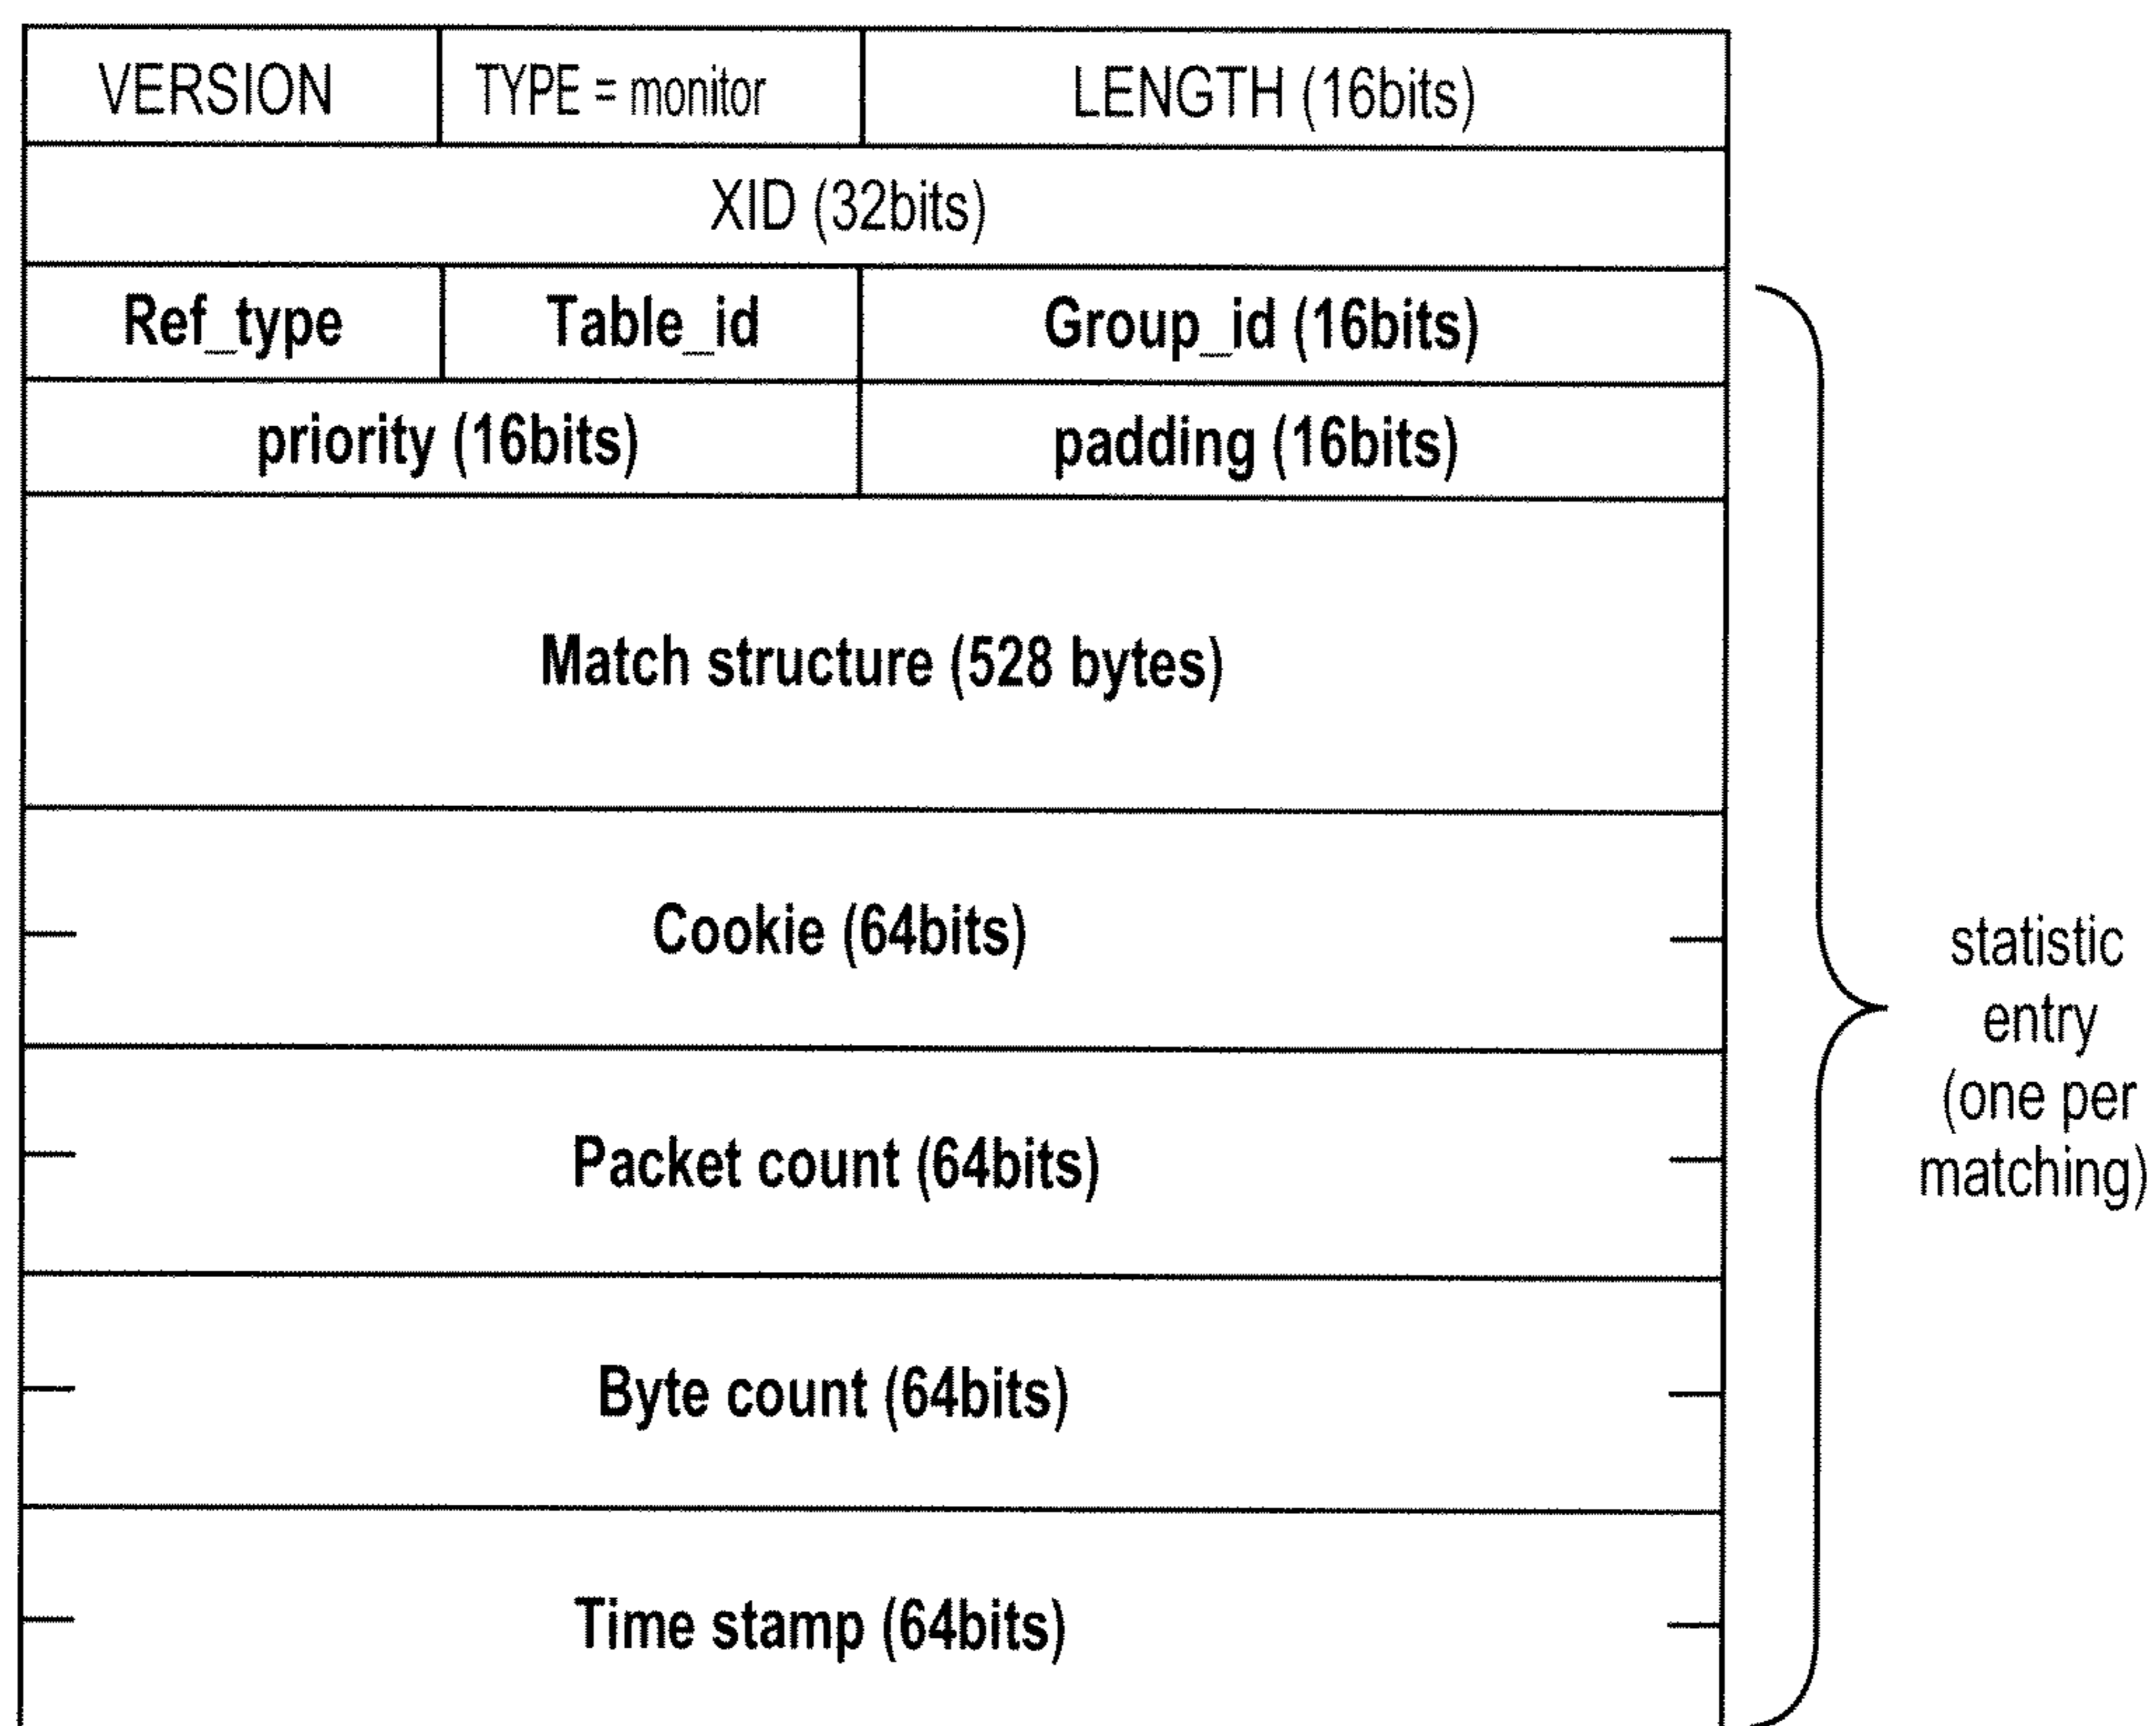 VERSION TYPE = monitor LENGTH (16bits)
XID (32bits)
Ref_type Table_id Group_id (16bits)
priority (16bits) padding (16bits)
Match structure (528 bytes)
Cookie (64bits)
Packet count (64bits)
Byte count (64bits)
Time stamp (64bits)
statistic
entry
(one per
matching)